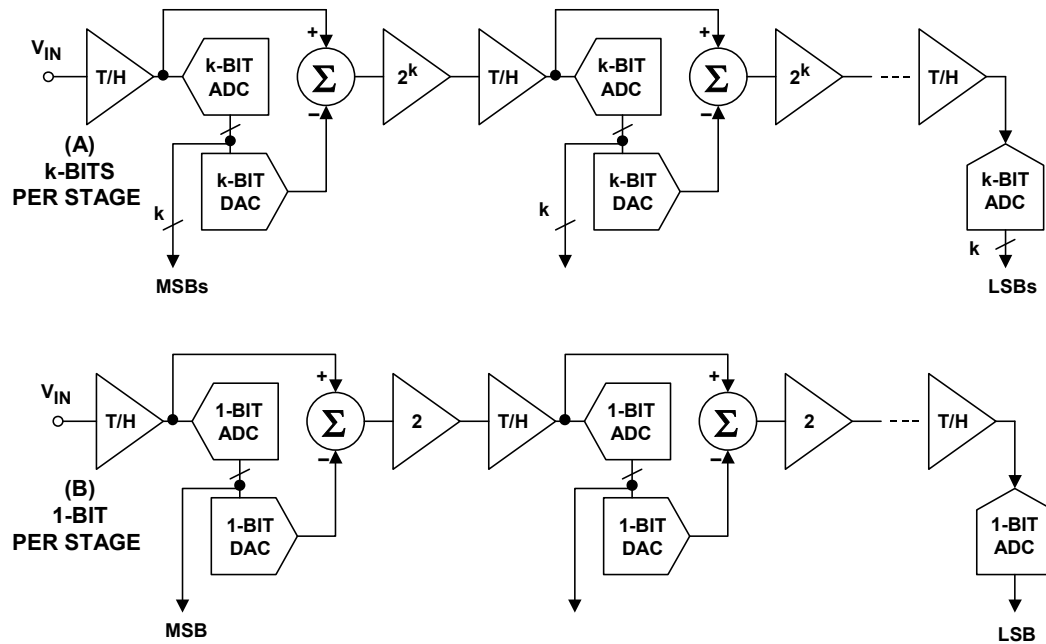 V_IN
T/H
k-BIT
ADC
+
Σ
−
2^k
T/H
k-BIT
ADC
+
Σ
−
2^k
T/H
(A)
k-BITS
PER STAGE
k-BIT
DAC
k
MSBs
k-BIT
DAC
k
k-BIT
ADC
k
LSBs
V_IN
T/H
1-BIT
ADC
+
Σ
−
2
T/H
1-BIT
ADC
+
Σ
−
2
T/H
(B)
1-BIT
PER STAGE
1-BIT
DAC
MSB
1-BIT
DAC
1-BIT
ADC
LSB